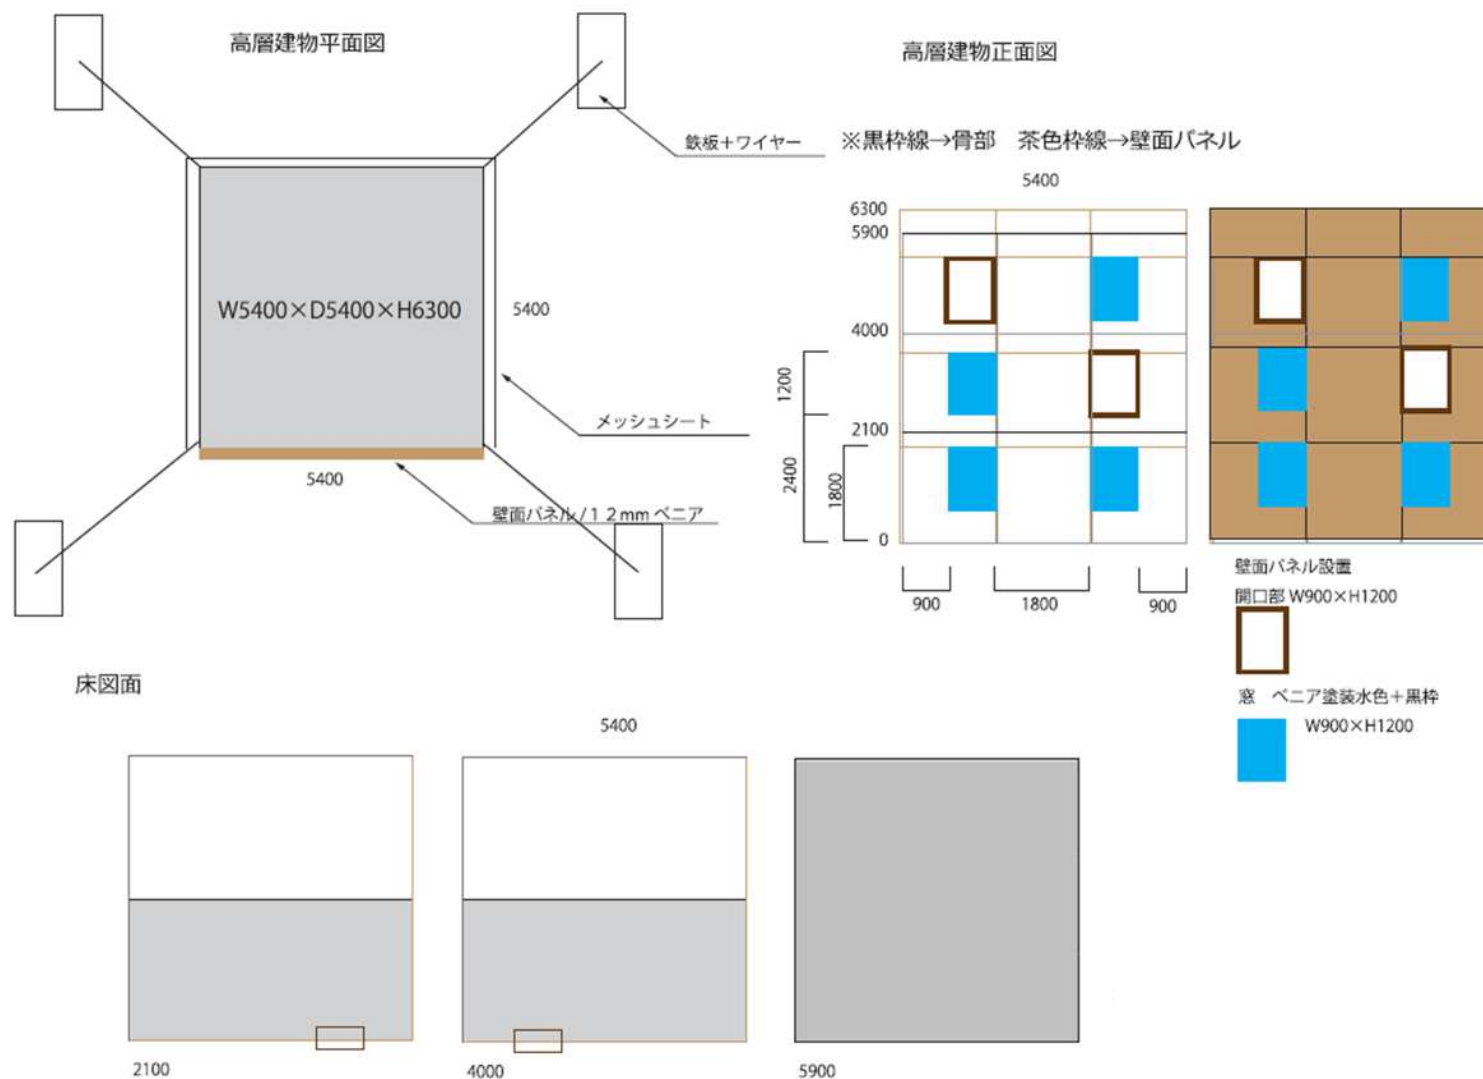 高層建物平面図
鉄板+ワイヤー
W5400×D5400×H6300
5400
メッシュシート
5400
壁面パネル/12mmベニア
高層建物正面図
※黒枠線→骨部　茶色枠線→壁面パネル
5400
6300
5900
4000
1200
2100
2400
1800
0
900
1800
900
壁面パネル設置
開口部 W900×H1200
窓　ベニア塗装水色+黒枠
W900×H1200
床図面
5400
2100
4000
5900